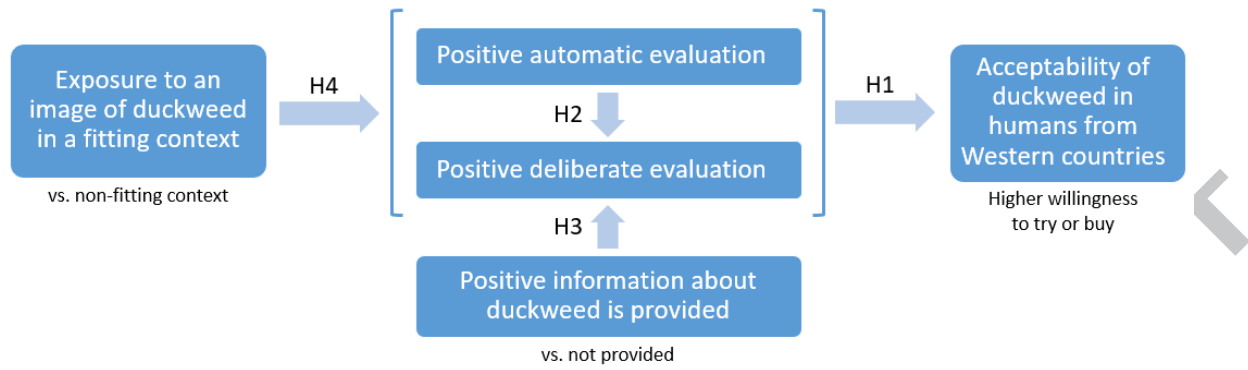 Exposure to an
image of duckweed
in a fitting context
vs. non-fitting context
H4
Positive automatic evaluation
H2
Positive deliberate evaluation
H3
Positive information about
duckweed is provided
vs. not provided
H1
Acceptability of
duckweed in
humans from
Western countries
Higher willingness
to try or buy